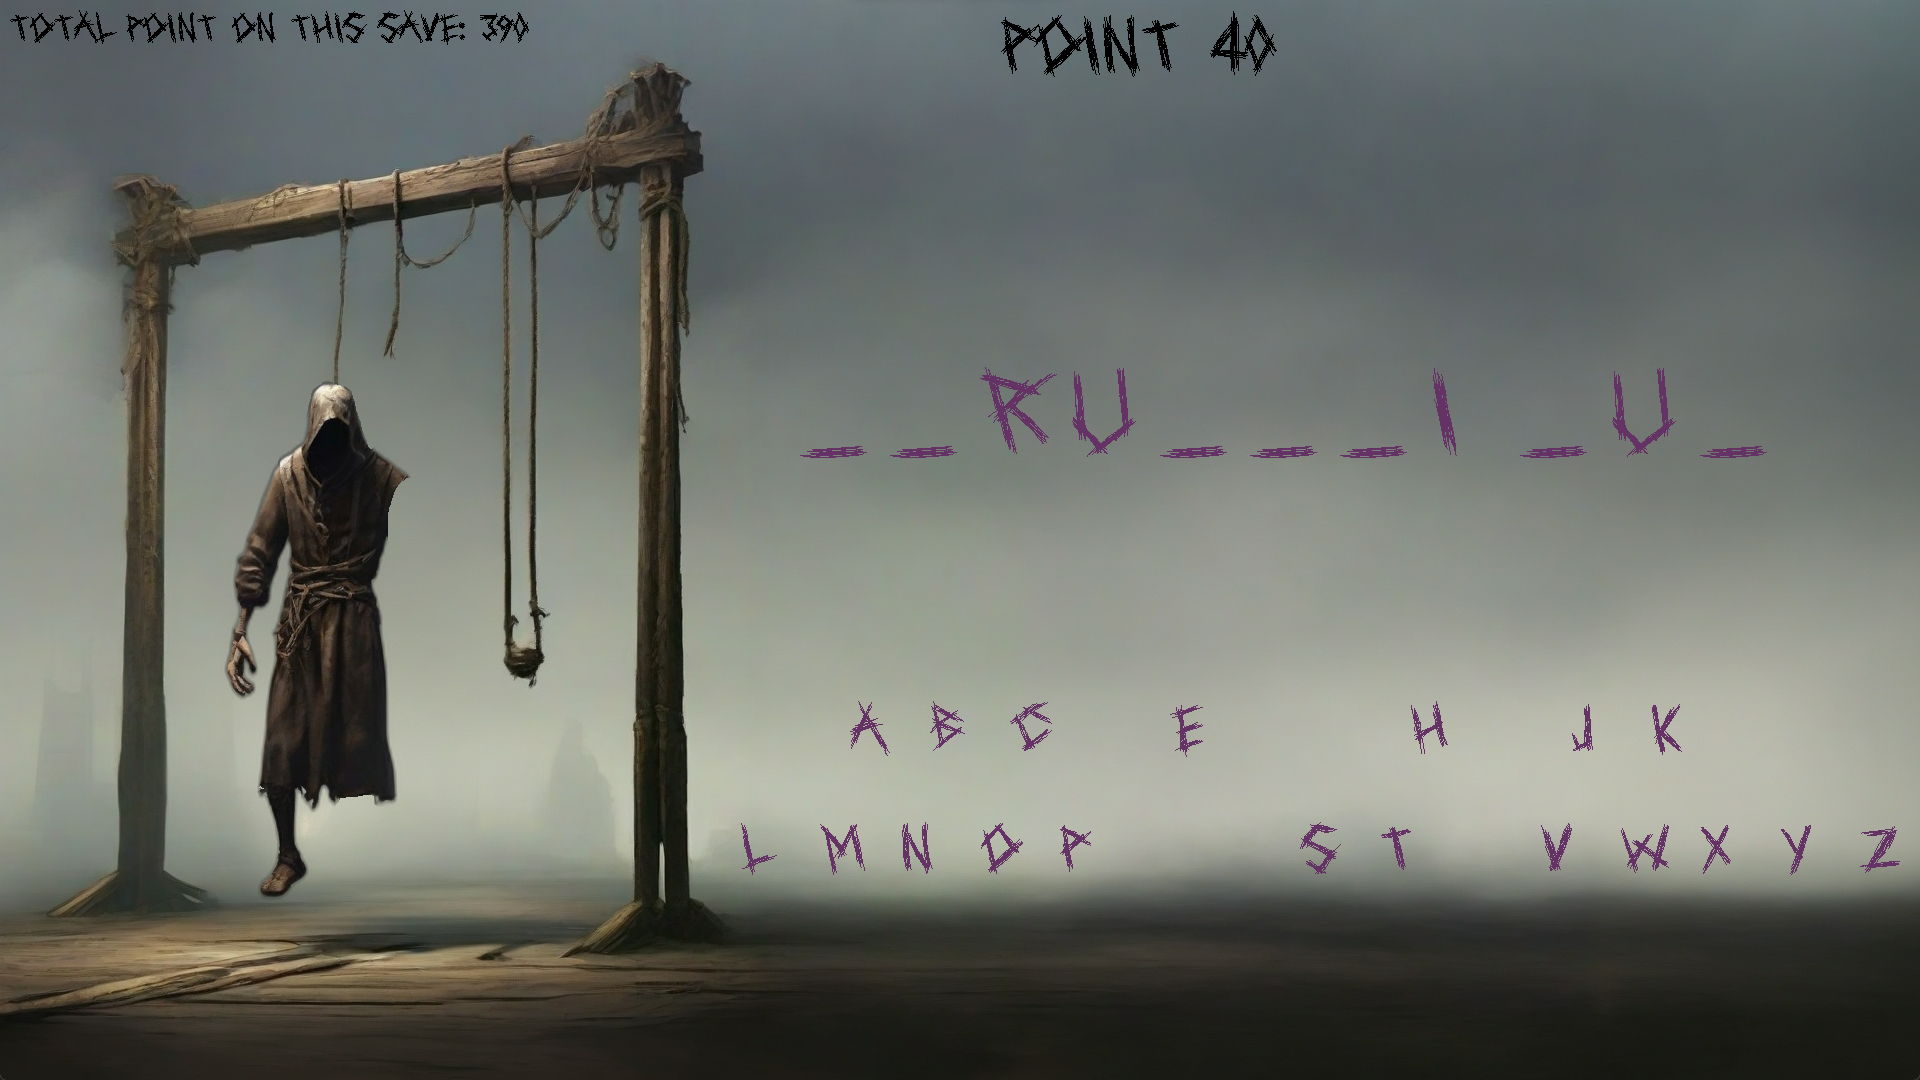 TOTAL POINT ON THIS SAVE: 390
POINT 40
_ _ R U _ _ _ I _ U _
A B C E H J K
L M N O P S T V W X Y Z